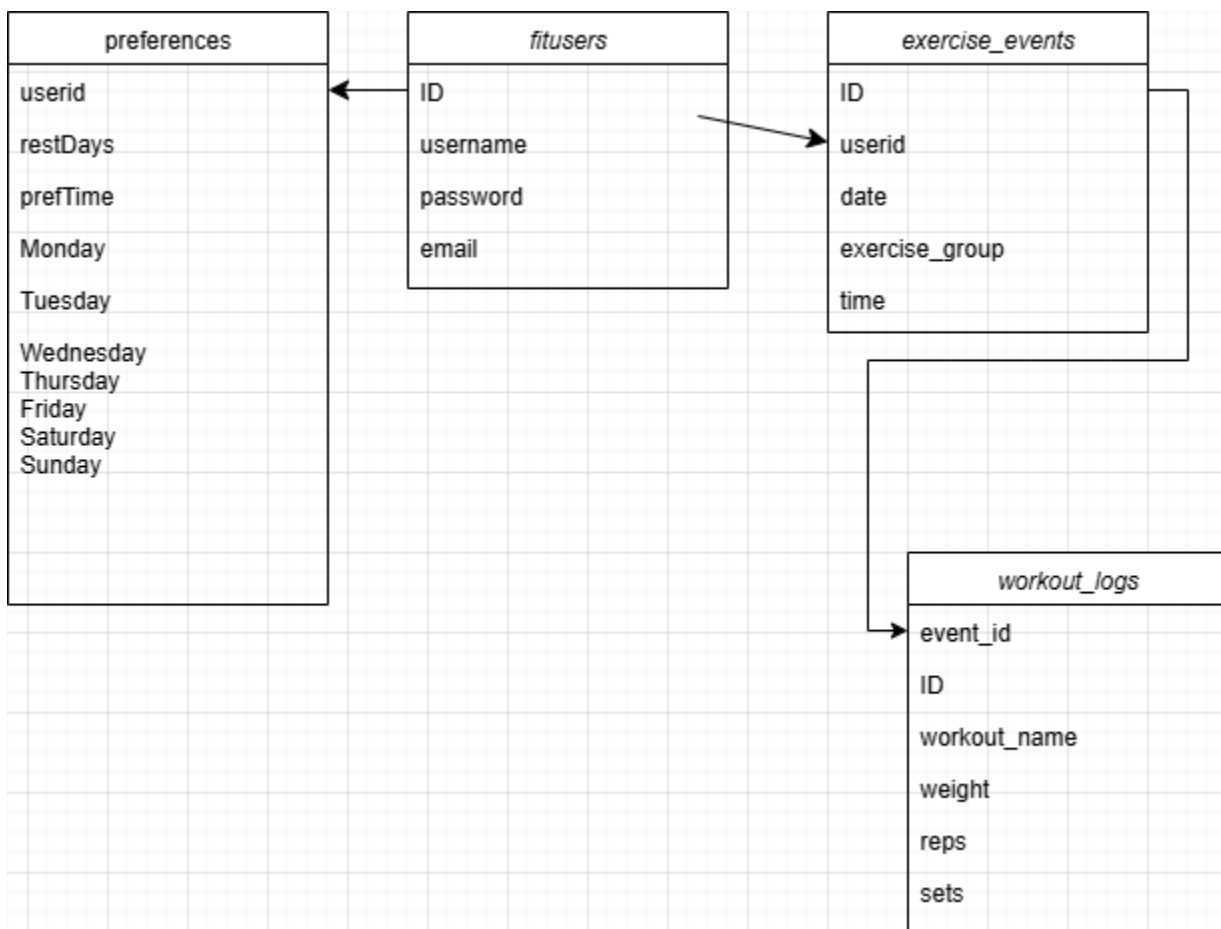 preferences
userid
restDays
prefTime
Monday
Tuesday
Wednesday
Thursday
Friday
Saturday
Sunday
fitusers
ID
username
password
email
exercise_events
ID
userid
date
exercise_group
time
workout_logs
event_id
ID
workout_name
weight
reps
sets